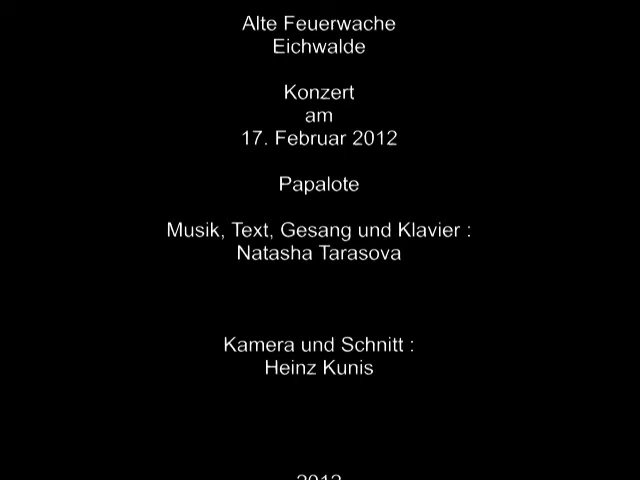 Alte Feuerwache
Eichwalde
Konzert
am
17. Februar 2012
Papalote
Musik, Text, Gesang und Klavier :
Natasha Tarasova
Kamera und Schnitt :
Heinz Kunis
2012